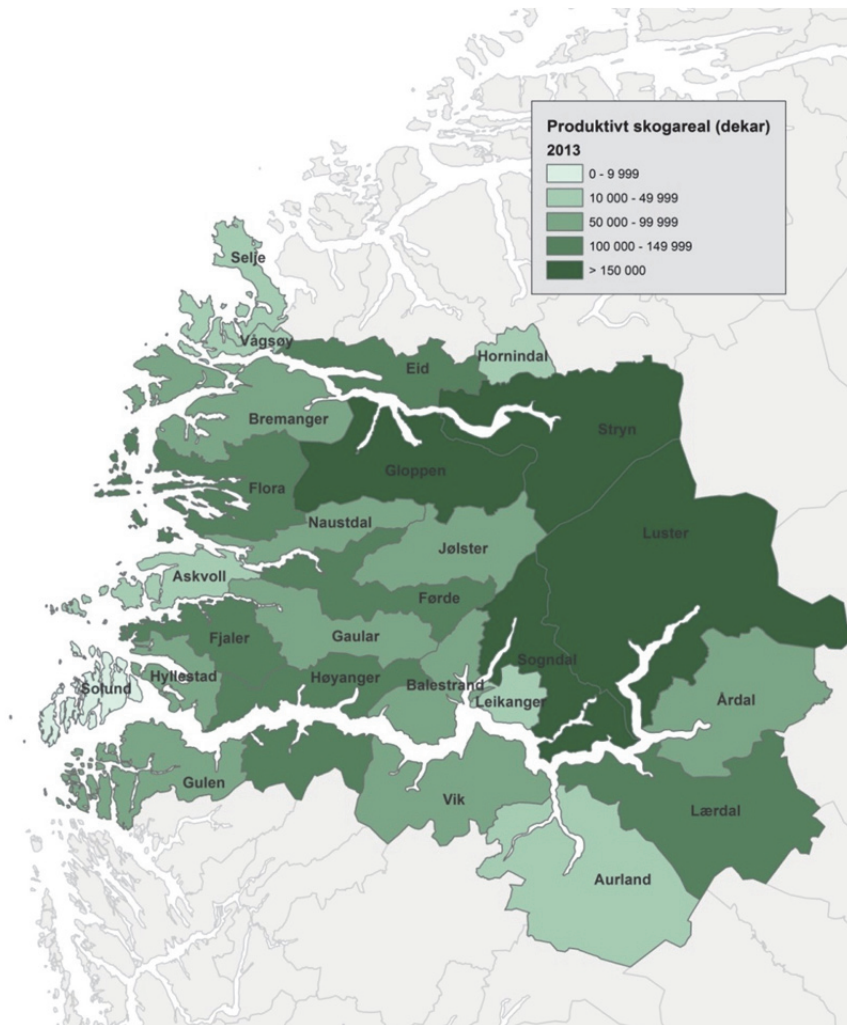 Produktivt skogareal (dekar)
2013
0 - 9 999
10 000 - 49 999
50 000 - 99 999
100 000 - 149 999
> 150 000
Selje
Vågsøy
Hornindal
Eid
Bremanger
Stryn
Gloppen
Flora
Naustdal
Luster
Jølster
Askvoll
Førde
Fjaler
Gaular
Sogndal
Hyllestad
Høyanger
Balestrand
Solund
Leikanger
Årdal
Gulen
Vik
Lærdal
Aurland